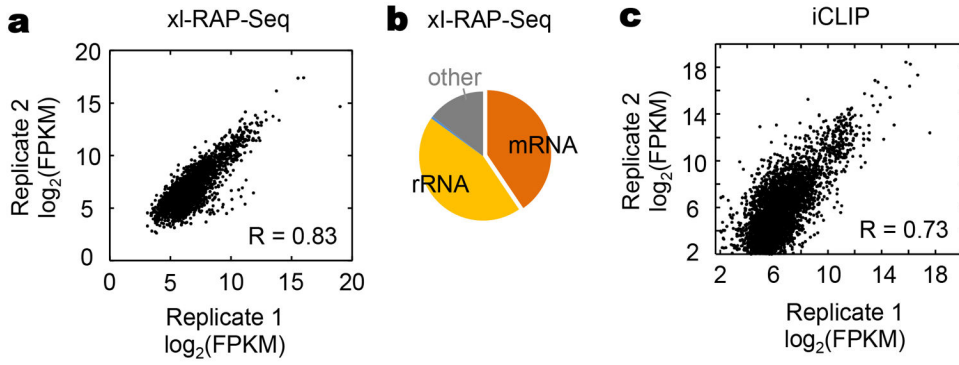 a
xl-RAP-Seq
20
15
10
5
0
Replicate 2
log₂(FPKM)
R = 0.83
0 5 10 15 20
Replicate 1
log₂(FPKM)
b
xl-RAP-Seq
other
mRNA
rRNA
c
iCLIP
18
14
10
6
2
Replicate 2
log₂(FPKM)
R = 0.73
2 6 10 14 18
Replicate 1
log₂(FPKM)